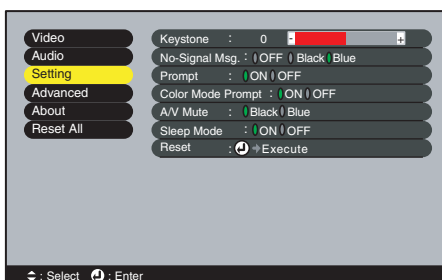 Video
Audio
Setting
Advanced
About
Reset All
Keystone : 0 - +
No-Signal Msg. : OFF Black Blue
Prompt : ON OFF
Color Mode Prompt : ON OFF
A/V Mute : Black Blue
Sleep Mode : ON OFF
Reset : Execute
: Select : Enter